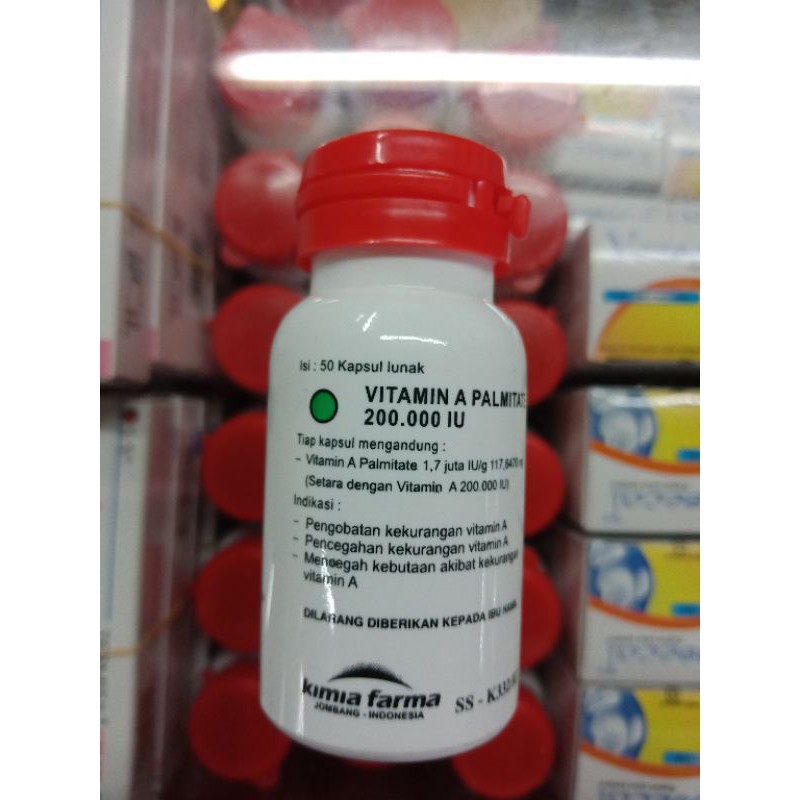 Isi : 50 Kapsul lunak
VITAMIN A PALMITATE
200.000 IU
Tiap kapsul mengandung :
- Vitamin A Palmitate 1,7 juta IU/g 117,6470
(Setara dengan Vitamin A 200.000 IU)
Indikasi :
- Pengobatan kekurangan vitamin A
- Pencegahan kekurangan vitamin A
- Mencegah kebutaan akibat kekurangan
vitamin A
DILARANG DIBERIKAN KEPADA IBU HAMIL
kimia farma
JOMBANG - INDONESIA
SS -